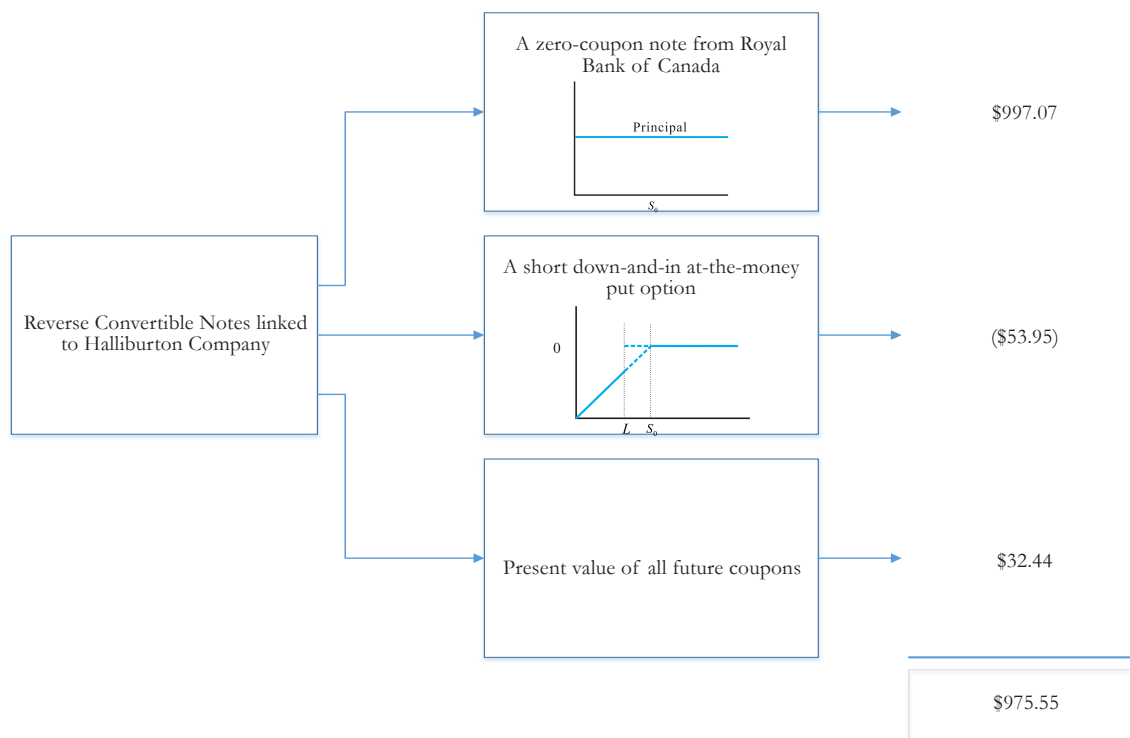 A zero-coupon note from Royal
Bank of Canada
Principal
S₀
$997.07
Reverse Convertible Notes linked
to Halliburton Company
A short down-and-in at-the-money
put option
0
L S₀
($53.95)
Present value of all future coupons
$32.44
$975.55